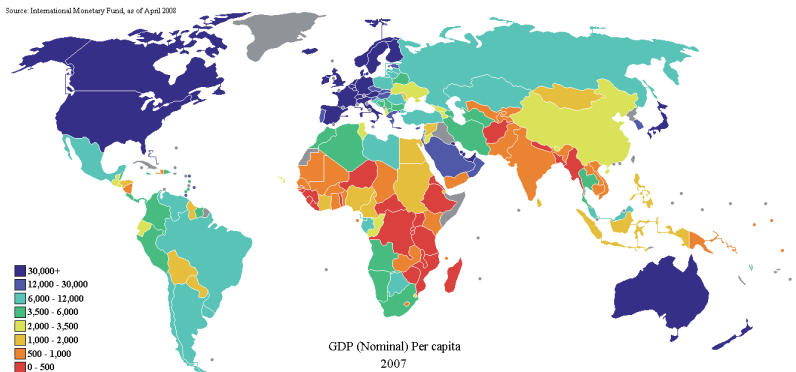 Source: International Monetary Fund, as of April 2008
30,000+
12,000 - 30,000
6,000 - 12,000
3,500 - 6,000
2,000 - 3,500
1,000 - 2,000
500 - 1,000
0 - 500
GDP (Nominal) Per capita
2007